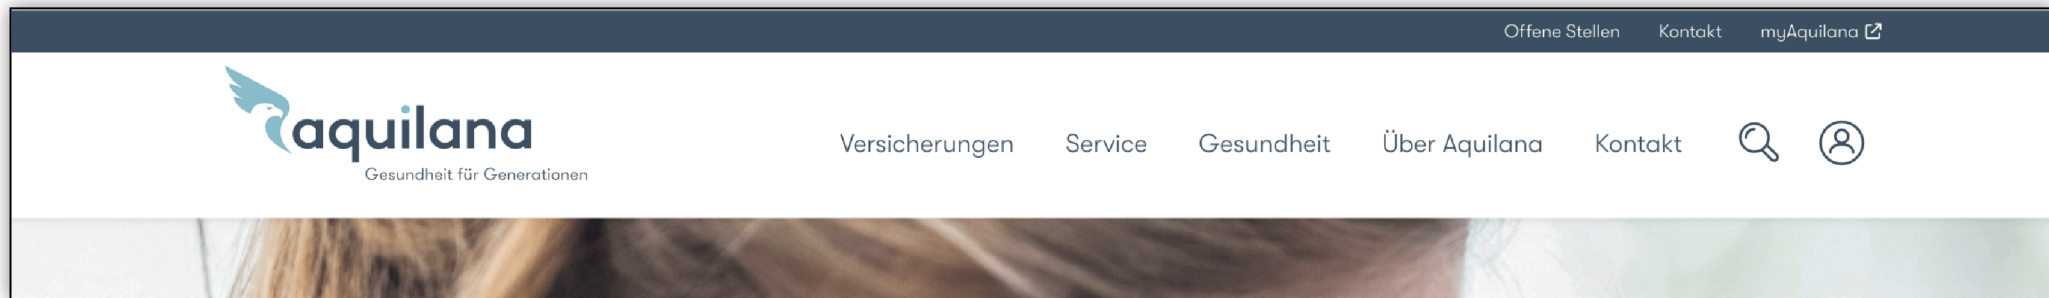 Offene Stellen Kontakt myAquilana
aquilana
Gesundheit für Generationen
Versicherungen Service Gesundheit Über Aquilana Kontakt